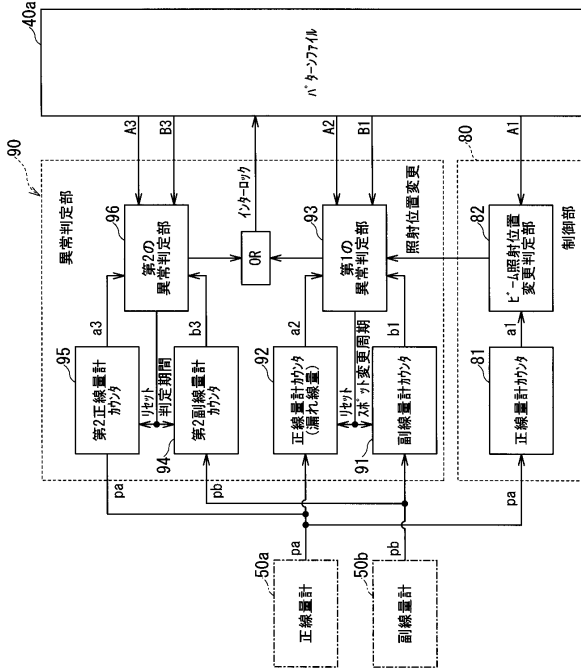 90
異常判定部
95
第2正線量計
カウンタ
a3
96
第2の
異常判定部
A3
B3
リセット
判定期間
94
第2副線量計
カウンタ
b3
pa
pb
インターロック
OR
92
正線量計カウンタ
(漏れ線量)
a2
93
第1の
異常判定部
A2
B1
リセット
スポット変更周期
91
副線量計カウンタ
b1
照射位置変更
40a
パターンファイル
50a
正線量計
pa
50b
副線量計
pb
80
81
正線量計カウンタ
pa
a1
82
ビーム照射位置
変更判定部
A1
制御部